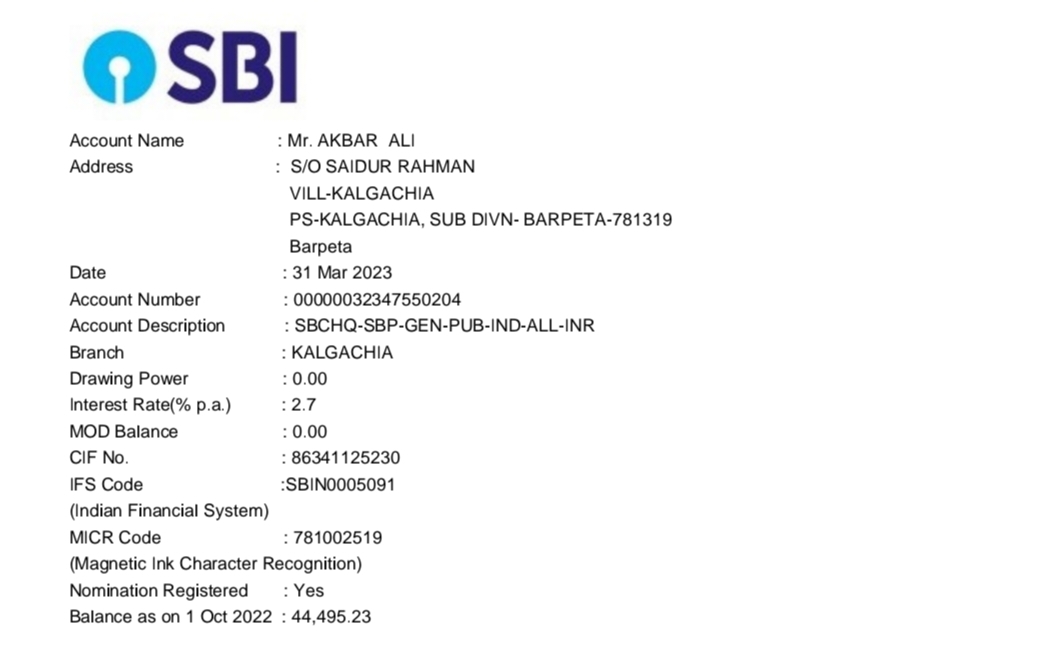 SBI
Account Name : Mr. AKBAR ALI
Address : S/O SAIDUR RAHMAN
VILL-KALGACHIA
PS-KALGACHIA, SUB DIVN- BARPETA-781319
Barpeta
Date : 31 Mar 2023
Account Number : 00000032347550204
Account Description : SBCHQ-SBP-GEN-PUB-IND-ALL-INR
Branch : KALGACHIA
Drawing Power : 0.00
Interest Rate(% p.a.) : 2.7
MOD Balance : 0.00
CIF No. : 86341125230
IFS Code :SBIN0005091
(Indian Financial System)
MICR Code : 781002519
(Magnetic Ink Character Recognition)
Nomination Registered : Yes
Balance as on 1 Oct 2022 : 44,495.23